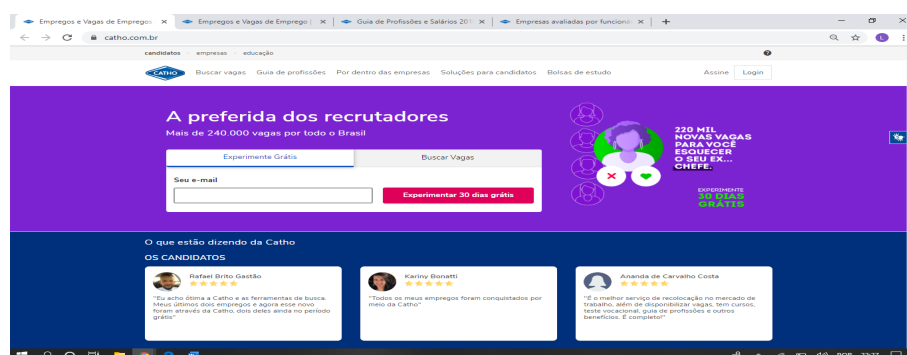 Empregos e Vagas de Empregos
Empregos e Vagas de Emprego
Guia de Profissões e Salários 201
Empresas avaliadas por funcioná
catho.com.br
L
candidatos empresas educação
CATHO
Buscar vagas Guia de profissões Por dentro das empresas Soluções para candidatos Bolsas de estudo Assine Login
A preferida dos recrutadores
Mais de 240.000 vagas por todo o Brasil
Experimente Grátis Buscar Vagas
Seu e-mail
Experimentar 30 dias grátis
220 MIL
NOVAS VAGAS
PARA VOCÊ
ESQUECER
O SEU EX...
CHEFE.
EXPERIMENTE
30 DIAS
GRÁTIS
O que estão dizendo da Catho
OS CANDIDATOS
Rafael Brito Gastão
"Eu acho ótima a Catho e as ferramentas de busca.
Meus últimos dois empregos e agora esse novo
foram através da Catho, dois deles ainda no período
grátis"
Kariny Bonatti
"Todos os meus empregos foram conquistados por
meio da Catho"
Ananda de Carvalho Costa
"É o melhor serviço de recolocação no mercado de
trabalho, além de disponibilizar vagas, tem cursos,
teste vocacional, guia de profissões e outros
benefícios. É completo!"